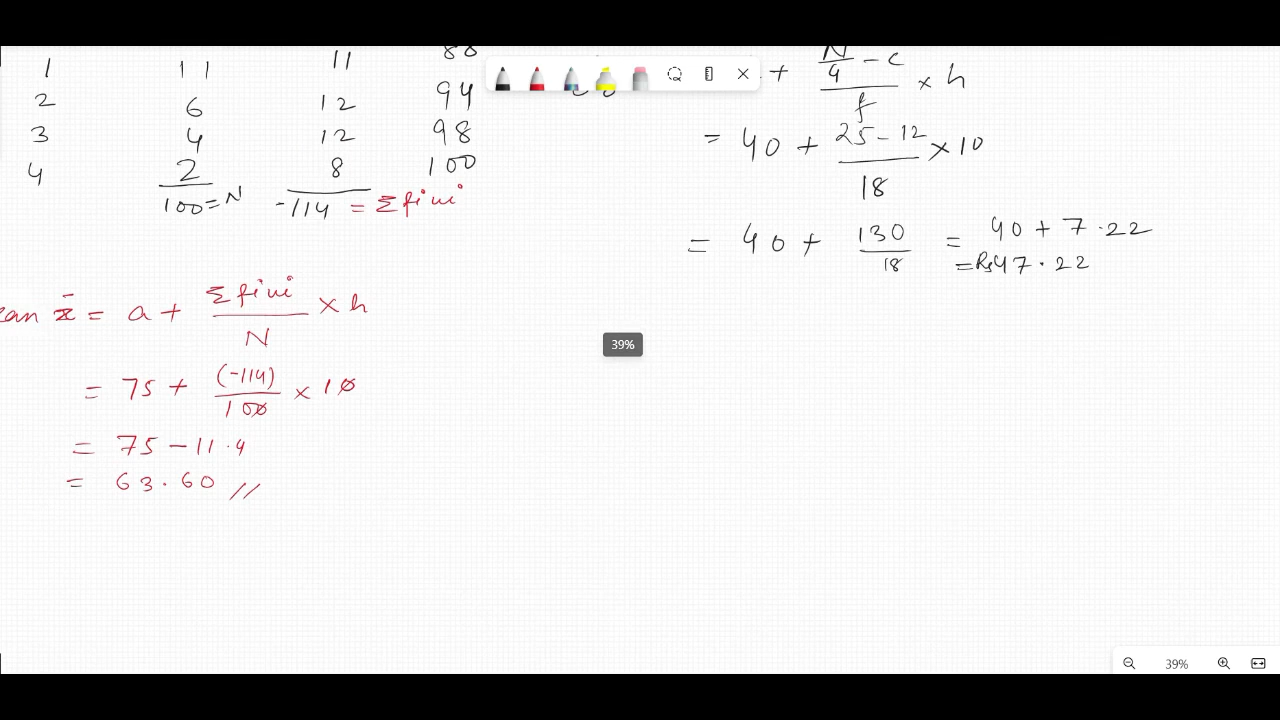 1 11 11 80
2 6 12 94
3 4 12 98
4 2 8 100
100=N -114 = Σfiui
x̄ = a + Σfiui/N × h
= 75 + (-114)/100 × 10
= 75 - 11.4
= 63.60 //
+ (N/4 - c)/f × h
= 40 + (25-12)/18 × 10
= 40 + 130/18 = 40 + 7.22
= Rs 47.22
39%
39%